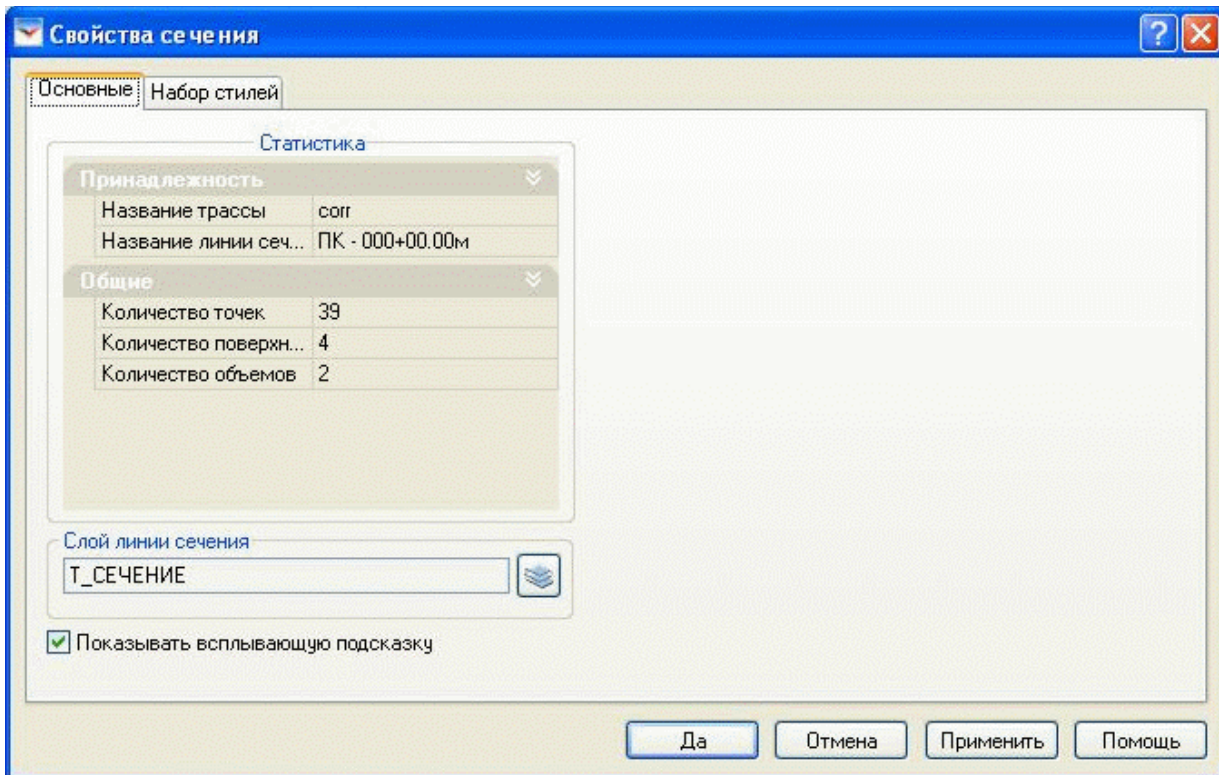 Свойства сечения
Основные Набор стилей
Статистика
Принадлежность
Название трассы corr
Название линии сеч... ПК - 000+00.00м
Общие
Количество точек 39
Количество поверхн... 4
Количество объемов 2
Слой линии сечения
Т_СЕЧЕНИЕ
Показывать всплывающую подсказку
Да Отмена Применить Помощь